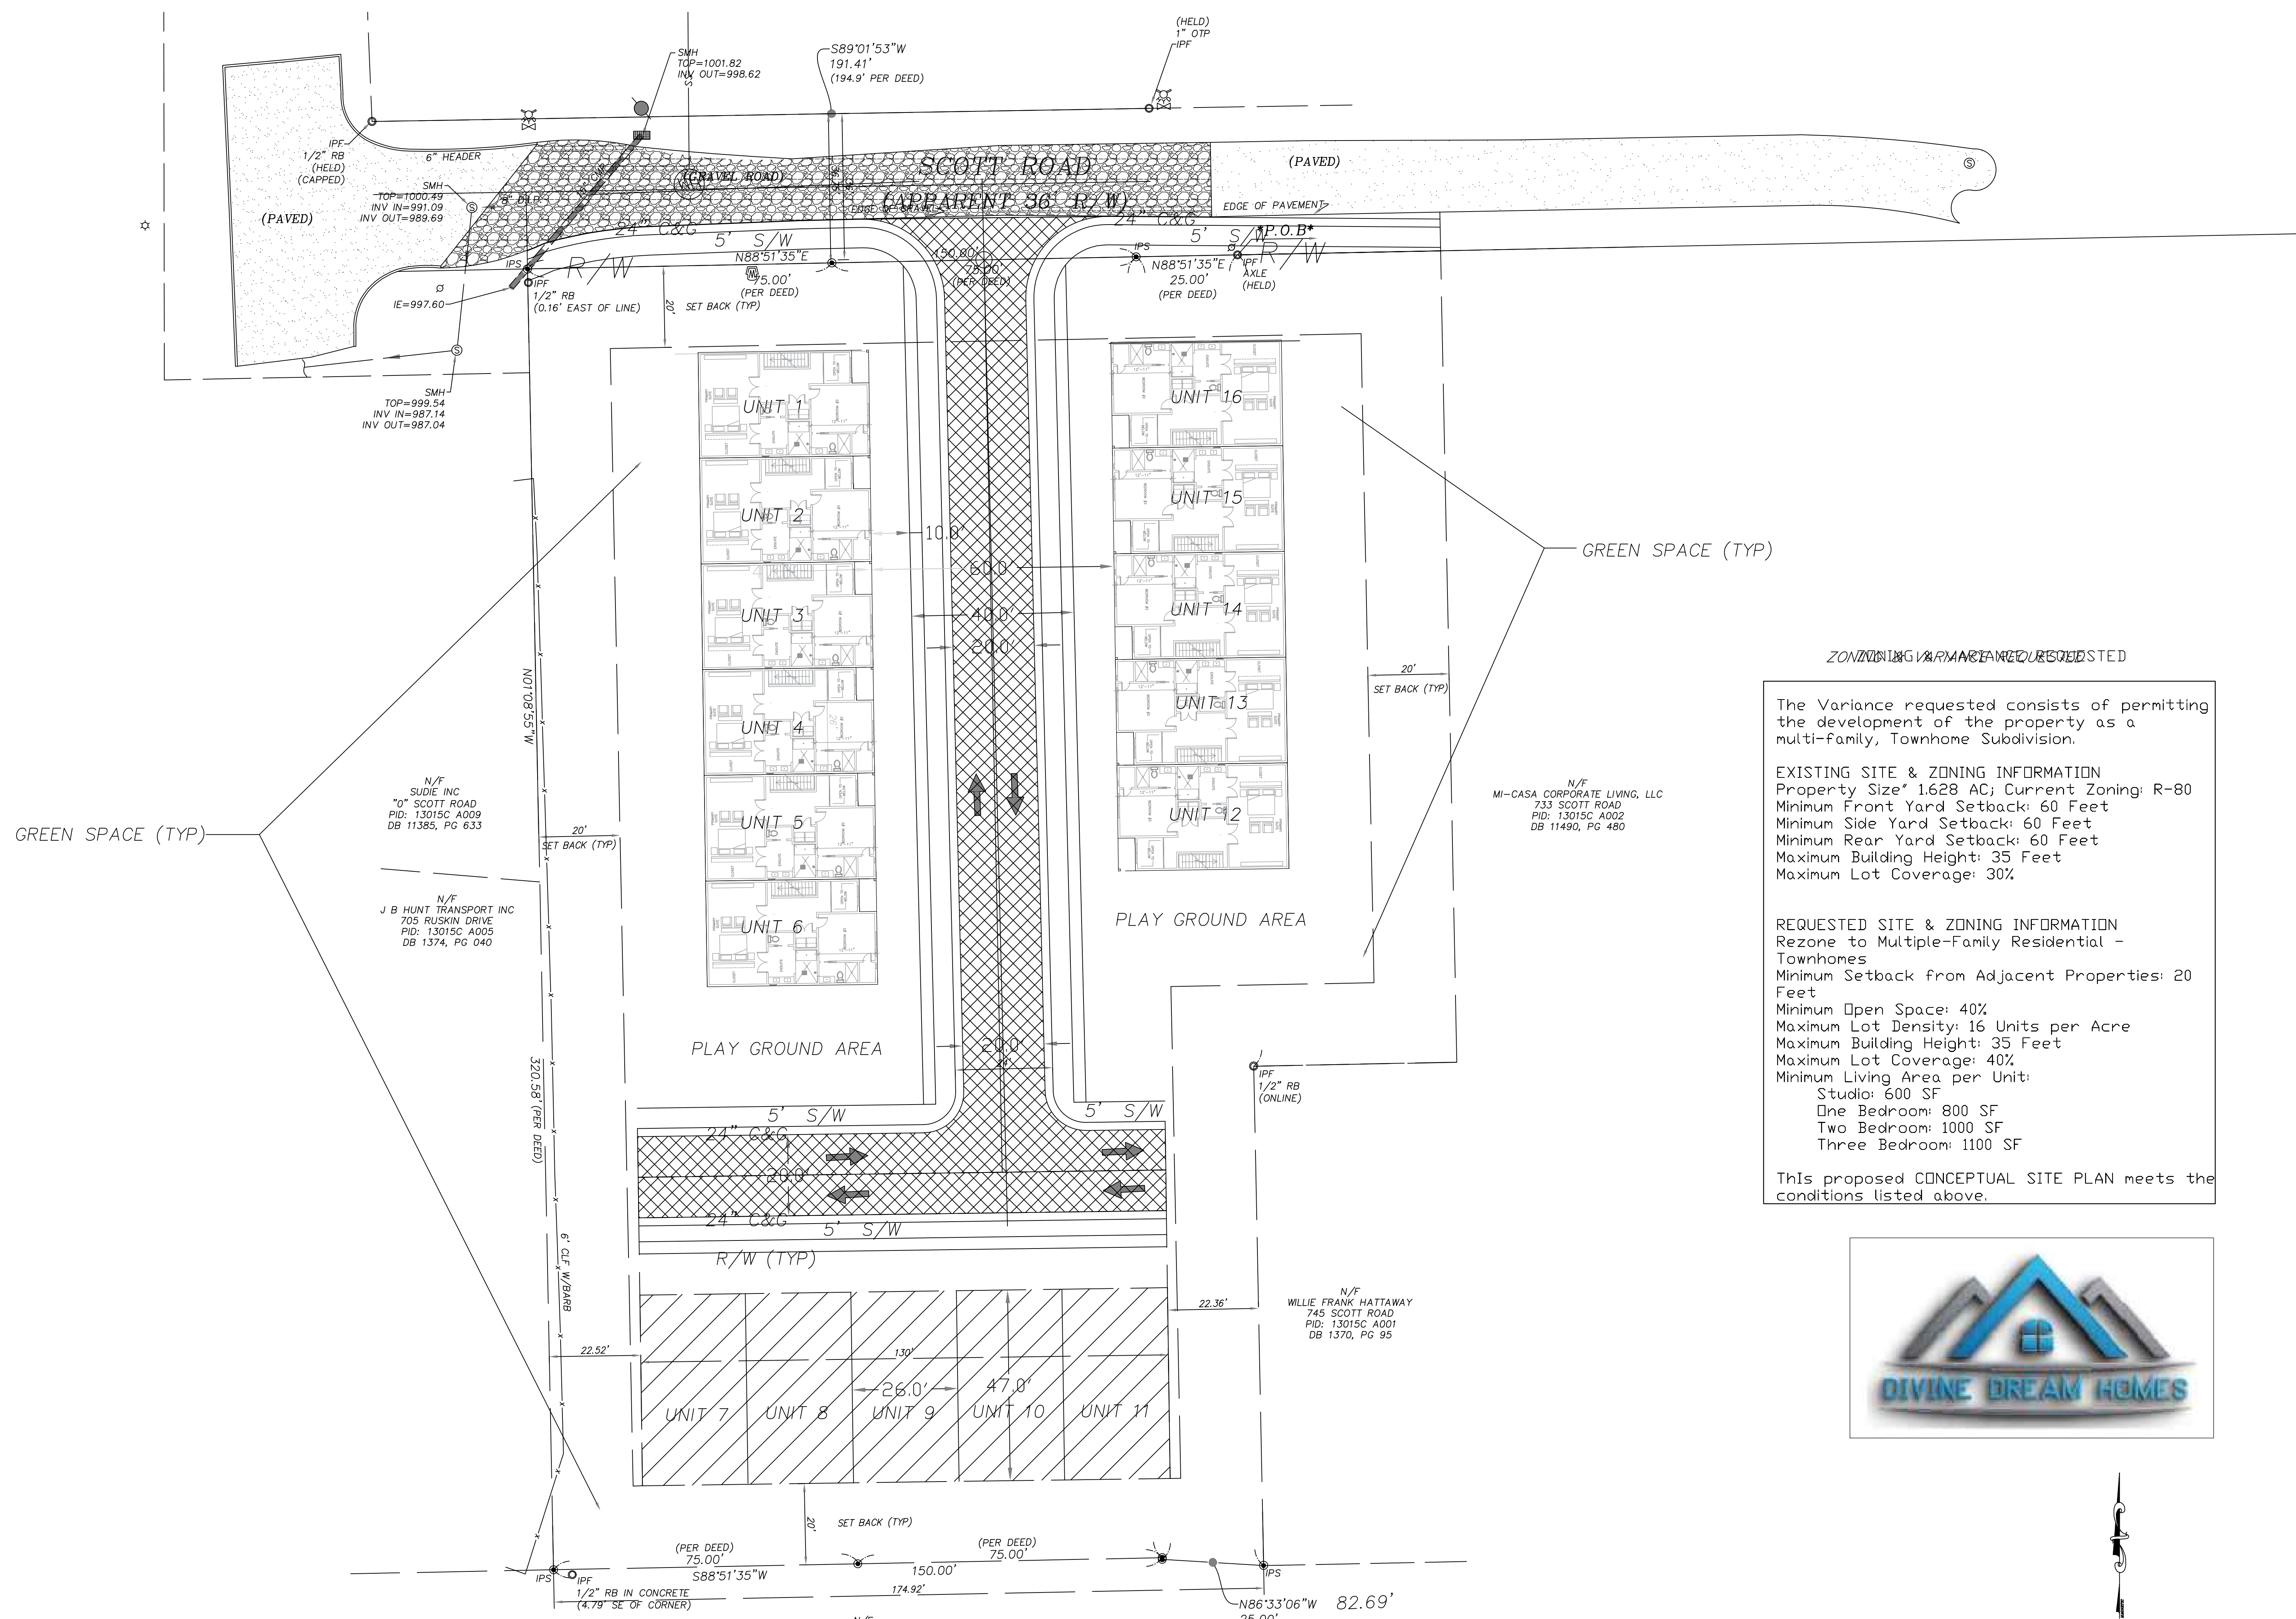 (HELD)
1" OTP
IPF
SMH
TOP=1001.82
INV OUT=998.62
S
S89°01'53"W
191.41'
(194.9' PER DEED)
IPF
1/2" RB
(HELD)
(CAPPED)
6" HEADER
SMH
TOP=1000.49
INV IN=991.09
INV OUT=989.69
(PAVED)
(GRAVEL ROAD)
SCOTT ROAD
(APPARENT 36' R/W)
(PAVED)
S
EDGE OF PAVEMENT
24" C&G
5' S/W
24" C&G
5' S/W
*P.O.B*
R/W
R/W
IPS
IPF
1/2" RB
(0.16' EAST OF LINE)
IE=997.60
N88°51'35"E
75.00'
(PER DEED)
150.00'
75.00'
(PER DEED)
IPS
N88°51'35"E
25.00'
(PER DEED)
IPF
AXLE
(HELD)
20'
SET BACK (TYP)
S
S
SMH
TOP=999.54
INV IN=987.14
INV OUT=987.04
UNIT 1
UNIT 2
UNIT 3
UNIT 4
UNIT 5
UNIT 6
UNIT 16
UNIT 15
UNIT 14
UNIT 13
UNIT 12
10.0'
60.0'
40.0'
20.0'
GREEN SPACE (TYP)
GREEN SPACE (TYP)
N01°08'55"W
20'
SET BACK (TYP)
20'
SET BACK (TYP)
N/F
SUDIE INC
"0" SCOTT ROAD
PID: 13015C A009
DB 11385, PG 633
N/F
J B HUNT TRANSPORT INC
705 RUSKIN DRIVE
PID: 13015C A005
DB 1374, PG 040
N/F
MI-CASA CORPORATE LIVING, LLC
733 SCOTT ROAD
PID: 13015C A002
DB 11490, PG 480
PLAY GROUND AREA
PLAY GROUND AREA
20.0'
24'
320.58' (PER DEED)
IPF
1/2" RB
(ONLINE)
5' S/W
24" C&G
5' S/W
20.0'
24" C&G
5' S/W
R/W (TYP)
6' CLF W/BARB
22.52'
22.36'
130'
26.0'
47.0'
UNIT 7
UNIT 8
UNIT 9
UNIT 10
UNIT 11
N/F
WILLIE FRANK HATTAWAY
745 SCOTT ROAD
PID: 13015C A001
DB 1370, PG 95
20'
SET BACK (TYP)
(PER DEED)
75.00'
S88°51'35"W
(PER DEED)
75.00'
150.00'
174.92'
IPS
IPF
1/2" RB IN CONCRETE
(4.79' SE OF CORNER)
IPS
N86°33'06"W
25.00'
82.69'
N/F
ZONING & VARIANCE REQUESTED
ZONING & VARIANCE REQUESTED
The Variance requested consists of permitting
the development of the property as a
multi-family, Townhome Subdivision.
EXISTING SITE & ZONING INFORMATION
Property Size" 1.628 AC; Current Zoning: R-80
Minimum Front Yard Setback: 60 Feet
Minimum Side Yard Setback: 60 Feet
Minimum Rear Yard Setback: 60 Feet
Maximum Building Height: 35 Feet
Maximum Lot Coverage: 30%
REQUESTED SITE & ZONING INFORMATION
Rezone to Multiple-Family Residential -
Townhomes
Minimum Setback from Adjacent Properties: 20
Feet
Minimum Open Space: 40%
Maximum Lot Density: 16 Units per Acre
Maximum Building Height: 35 Feet
Maximum Lot Coverage: 40%
Minimum Living Area per Unit:
Studio: 600 SF
One Bedroom: 800 SF
Two Bedroom: 1000 SF
Three Bedroom: 1100 SF
ThIs proposed CONCEPTUAL SITE PLAN meets the
conditions listed above.
DIVINE DREAM HOMES